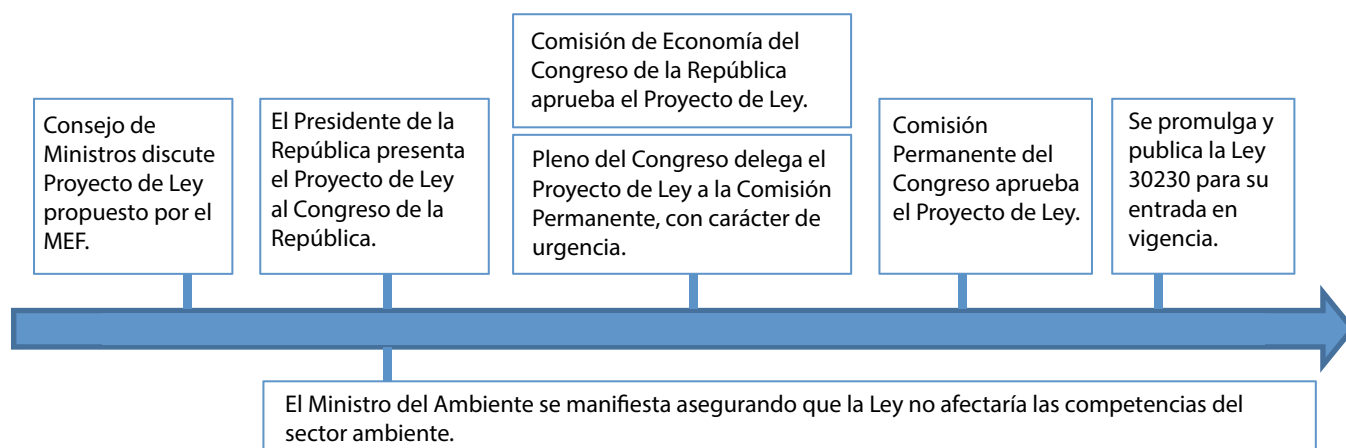 Consejo de
Ministros discute
Proyecto de Ley
propuesto por el
MEF.
El Presidente de la
República presenta
el Proyecto de Ley
al Congreso de la
República.
Comisión de Economía del
Congreso de la República
aprueba el Proyecto de Ley.
Pleno del Congreso delega el
Proyecto de Ley a la Comisión
Permanente, con carácter de
urgencia.
Comisión
Permanente del
Congreso aprueba
el Proyecto de Ley.
Se promulga y
publica la Ley
30230 para su
entrada en
vigencia.
El Ministro del Ambiente se manifiesta asegurando que la Ley no afectaría las competencias del
sector ambiente.